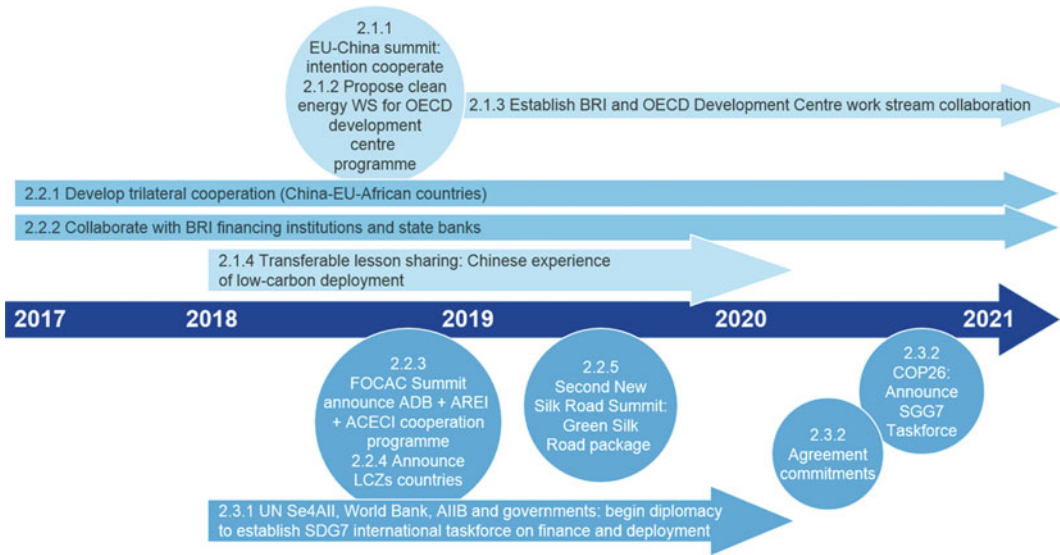 2.1.1
EU-China summit:
intention cooperate
2.1.2 Propose clean
energy WS for OECD
development
centre
programme
2.1.3 Establish BRI and OECD Development Centre work stream collaboration
2.2.1 Develop trilateral cooperation (China-EU-African countries)
2.2.2 Collaborate with BRI financing institutions and state banks
2.1.4 Transferable lesson sharing: Chinese experience
of low-carbon deployment
2017 2018 2019 2020 2021
2.2.3
FOCAC Summit
announce ADB + AREI
+ ACECI cooperation
programme
2.2.4 Announce
LCZs countries
2.2.5
Second New
Silk Road Summit:
Green Silk
Road package
2.3.2
Agreement
commitments
2.3.2
COP26:
Announce
SGG7
Taskforce
2.3.1 UN Se4All, World Bank, AIIB and governments: begin diplomacy
to establish SDG7 international taskforce on finance and deployment